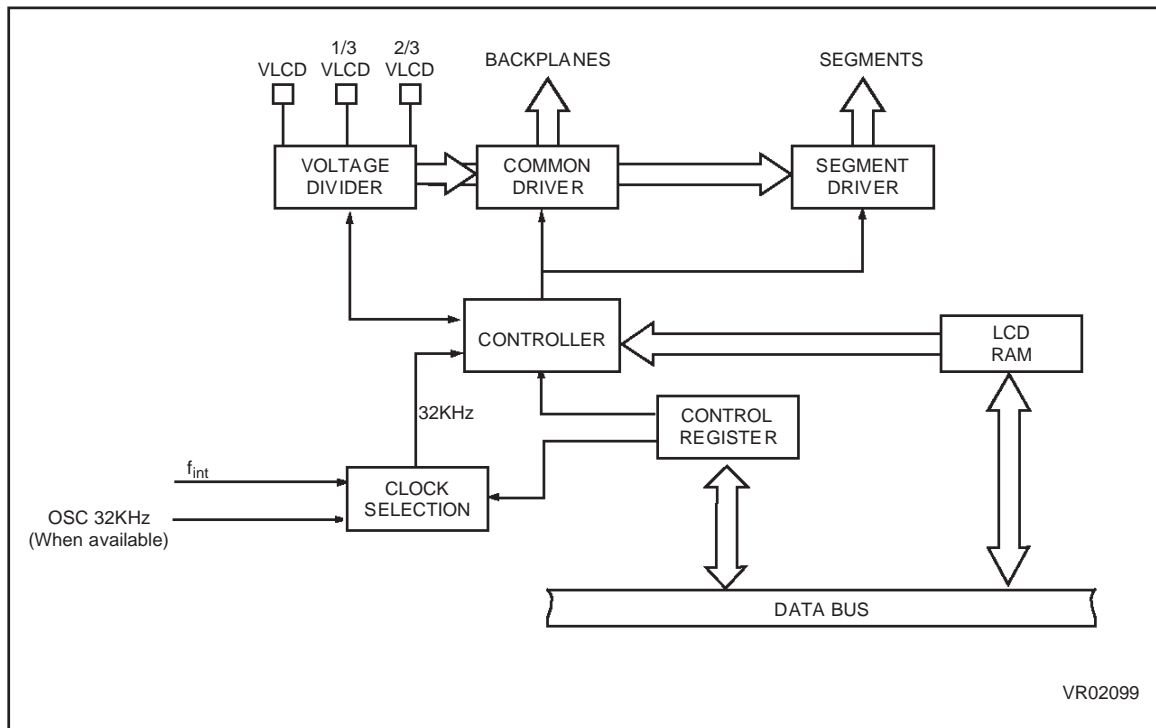 VLCD
1/3
VLCD
2/3
VLCD
BACKPLANES
SEGMENTS
VOLTAGE
DIVIDER
COMMON
DRIVER
SEGMENT
DRIVER
CONTROLLER
LCD
RAM
32KHz
CONTROL
REGISTER
fint
CLOCK
SELECTION
OSC 32KHz
(When available)
DATA BUS
VR02099